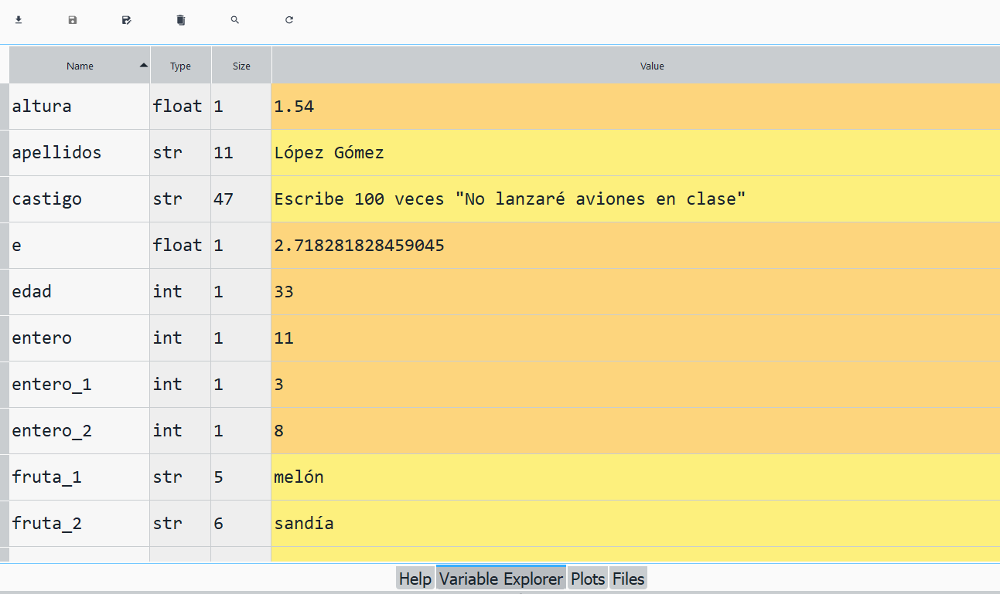 Name Type Size Value
altura float 1 1.54
apellidos str 11 López Gómez
castigo str 47 Escribe 100 veces "No lanzaré aviones en clase"
e float 1 2.718281828459045
edad int 1 33
entero int 1 11
entero_1 int 1 3
entero_2 int 1 8
fruta_1 str 5 melón
fruta_2 str 6 sandía
Help Variable Explorer Plots Files